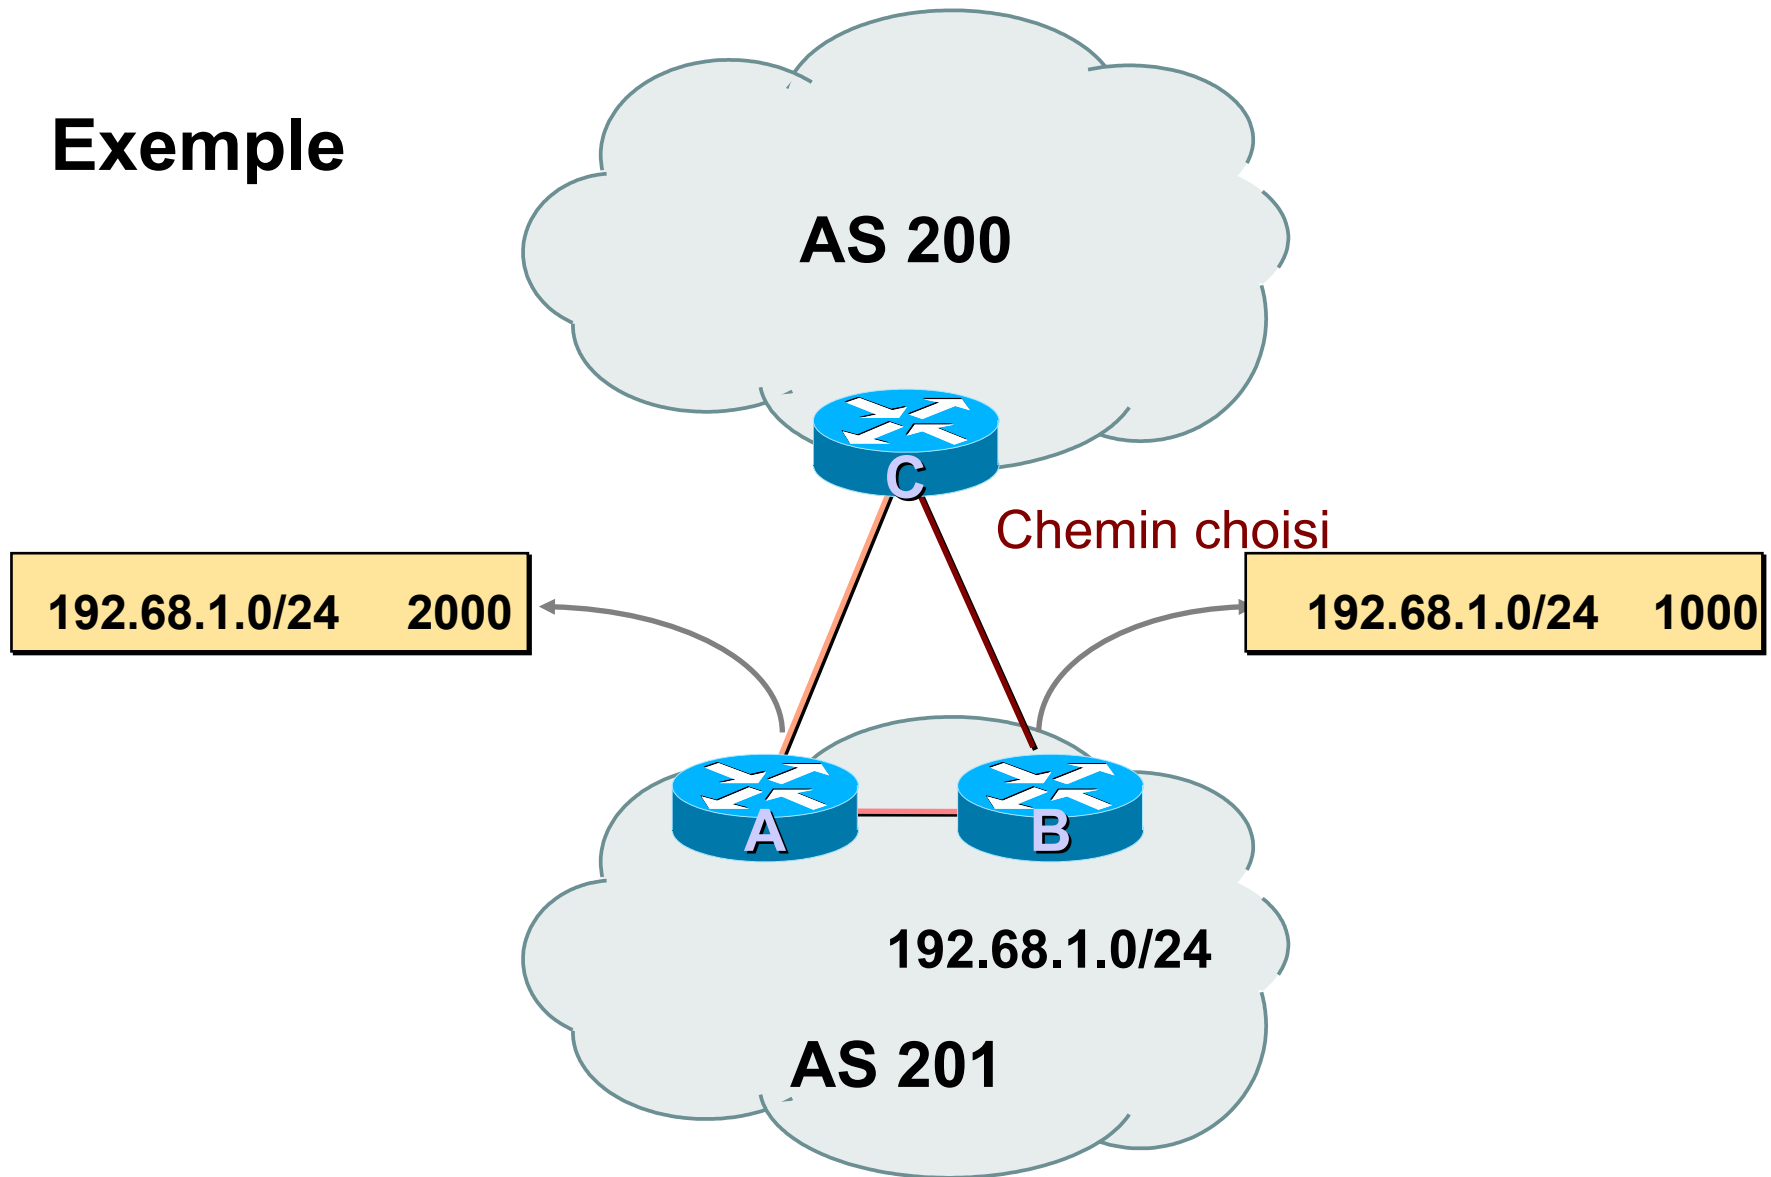 Exemple
AS 200
C
Chemin choisi
192.68.1.0/24 2000
192.68.1.0/24 1000
A
B
192.68.1.0/24
AS 201